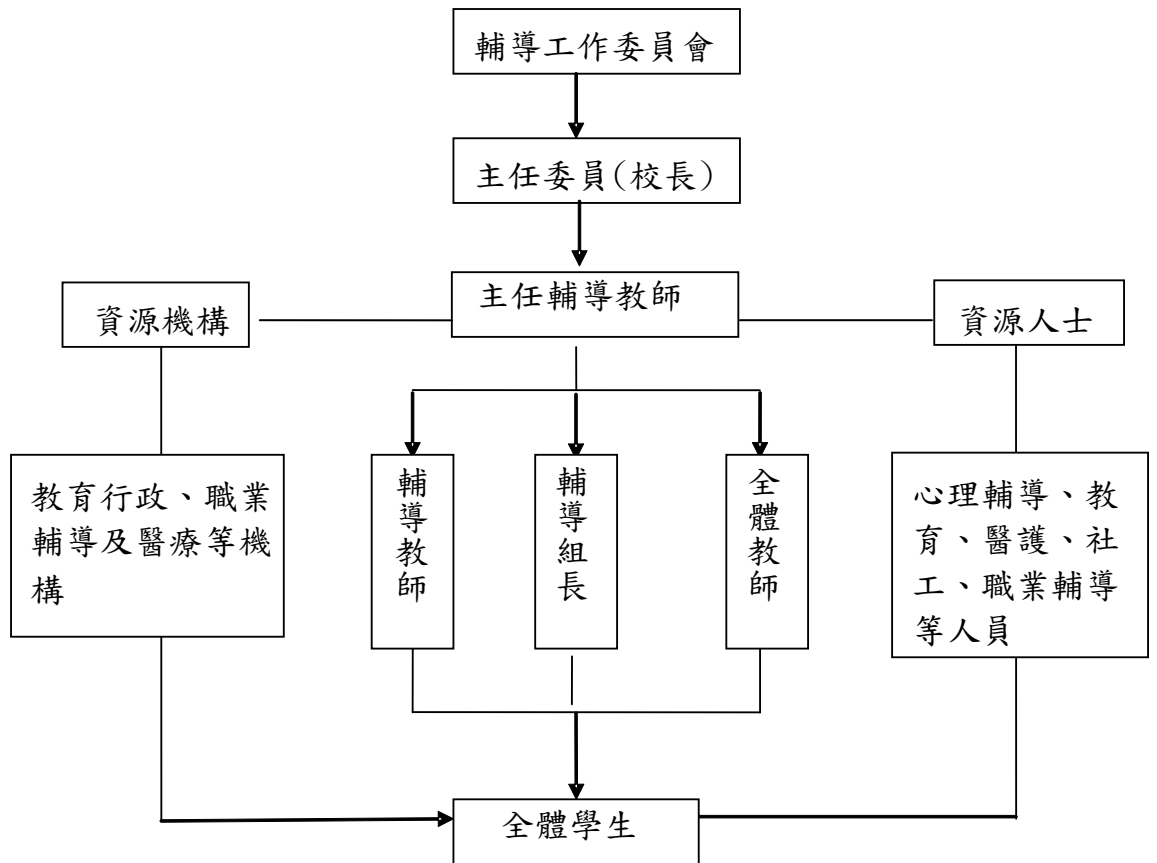 輔導工作委員會
主任委員(校長)
主任輔導教師
資源機構
資源人士
教育行政、職業
輔導及醫療等機
構
輔導教師
輔導組長
全體教師
心理輔導、教
育、醫護、社
工、職業輔導
等人員
全體學生